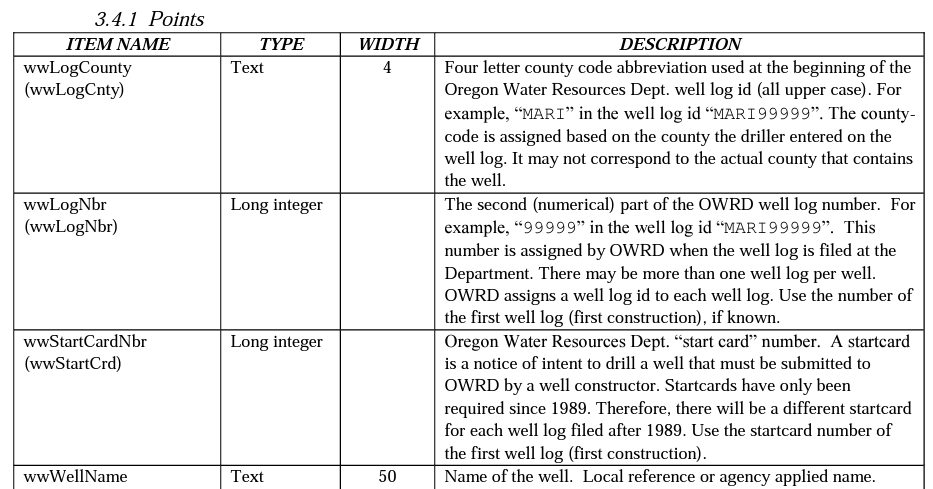 3.4.1 Points
ITEM NAME TYPE WIDTH DESCRIPTION
wwLogCounty Text 4 Four letter county code abbreviation used at the beginning of the
(wwLogCnty) Oregon Water Resources Dept. well log id (all upper case). For
example, “MARI” in the well log id “MARI99999”. The county-
code is assigned based on the county the driller entered on the
well log. It may not correspond to the actual county that contains
the well.
wwLogNbr Long integer The second (numerical) part of the OWRD well log number. For
(wwLogNbr) example, “99999” in the well log id “MARI99999”. This
number is assigned by OWRD when the well log is filed at the
Department. There may be more than one well log per well.
OWRD assigns a well log id to each well log. Use the number of
the first well log (first construction), if known.
wwStartCardNbr Long integer Oregon Water Resources Dept. “start card” number. A startcard
(wwStartCrd) is a notice of intent to drill a well that must be submitted to
OWRD by a well constructor. Startcards have only been
required since 1989. Therefore, there will be a different startcard
for each well log filed after 1989. Use the startcard number of
the first well log (first construction).
wwWellName Text 50 Name of the well. Local reference or agency applied name.